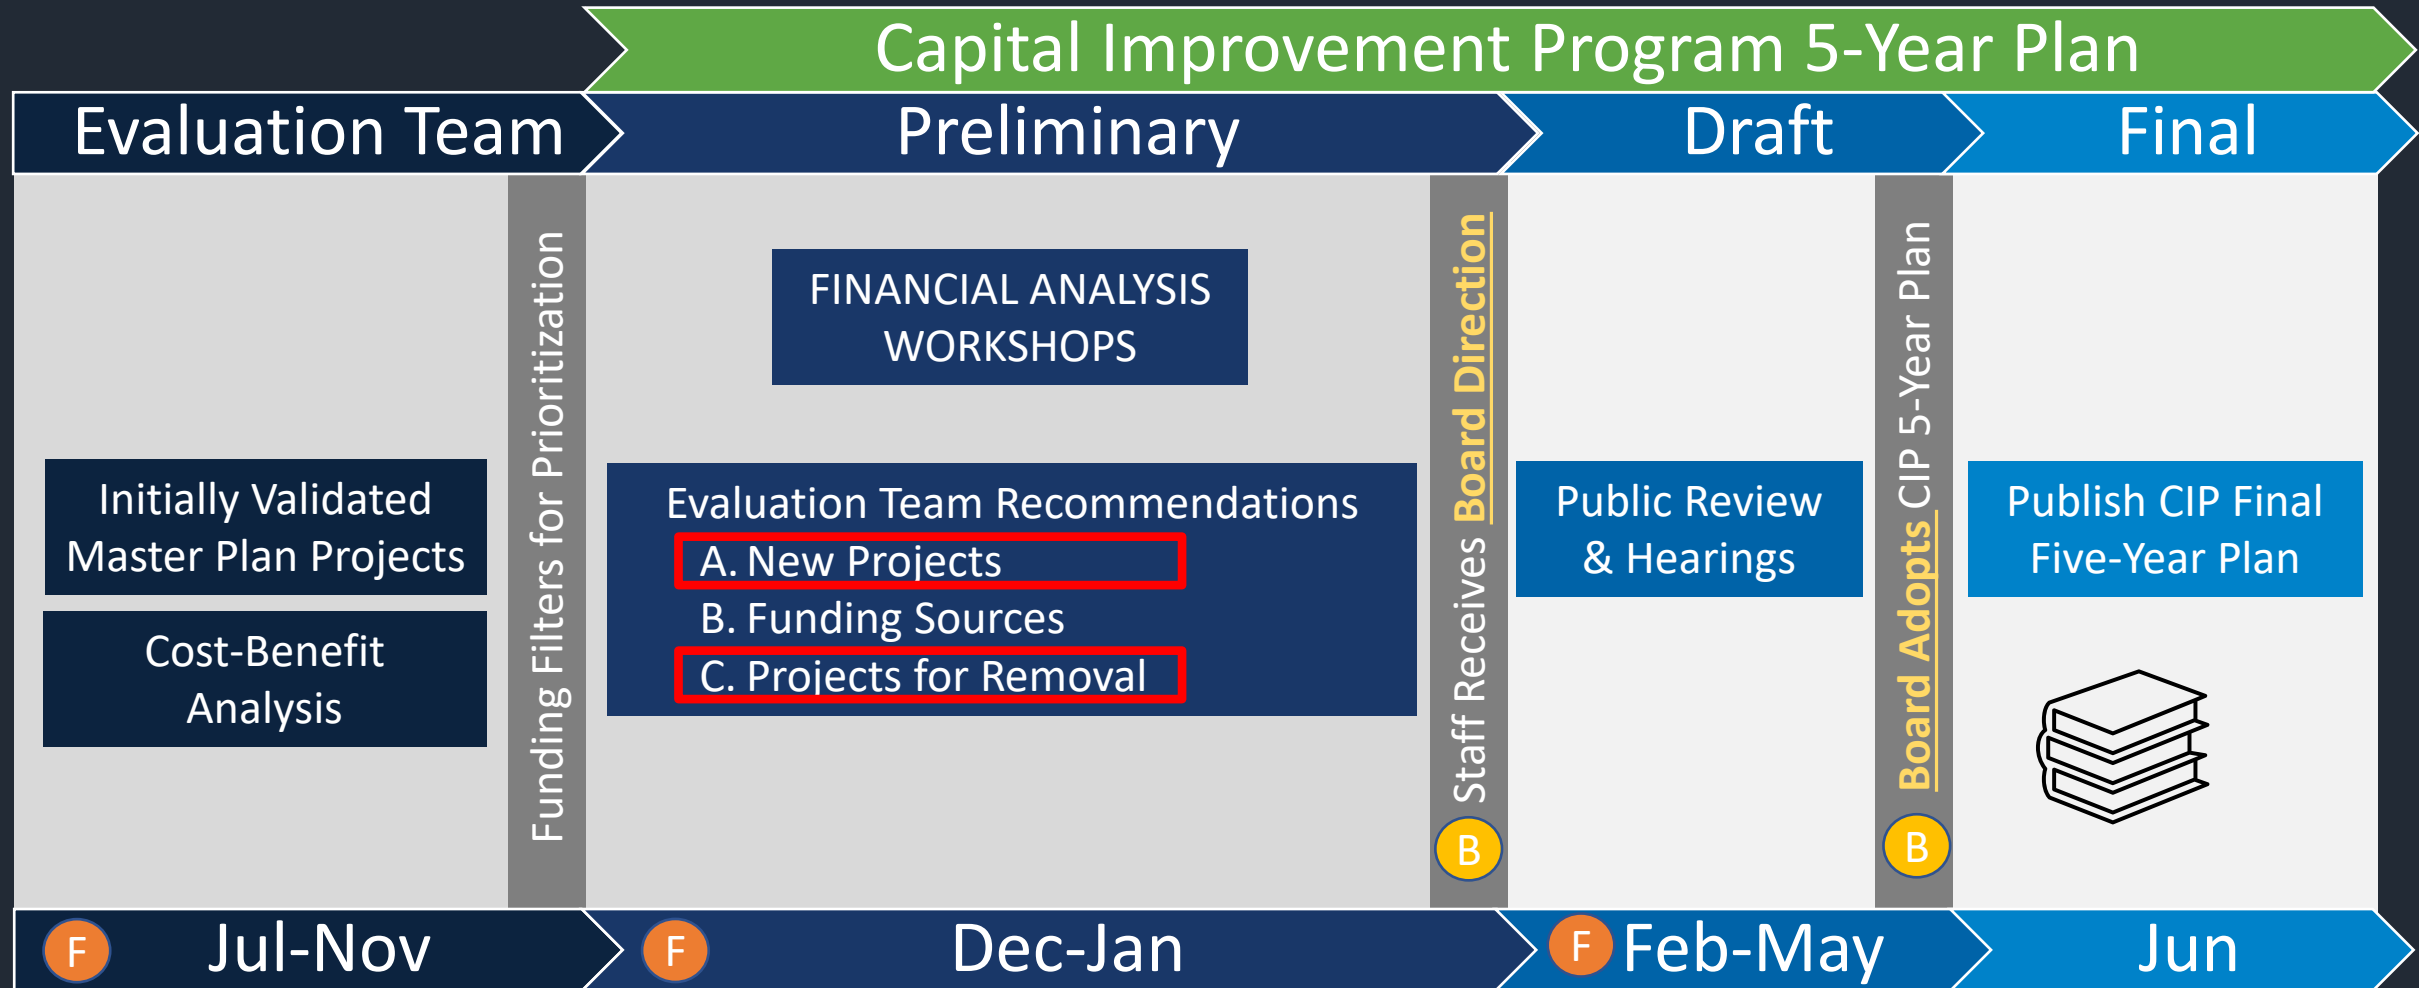 Capital Improvement Program 5-Year Plan
Evaluation Team
Preliminary
Draft
Final
Initially Validated
Master Plan Projects
Cost-Benefit
Analysis
Funding Filters for Prioritization
FINANCIAL ANALYSIS
WORKSHOPS
Evaluation Team Recommendations
A. New Projects
B. Funding Sources
C. Projects for Removal
Staff Receives Board Direction
B
Public Review
& Hearings
Board Adopts CIP 5-Year Plan
B
Publish CIP Final
Five-Year Plan
F
Jul-Nov
F
Dec-Jan
F
Feb-May
Jun